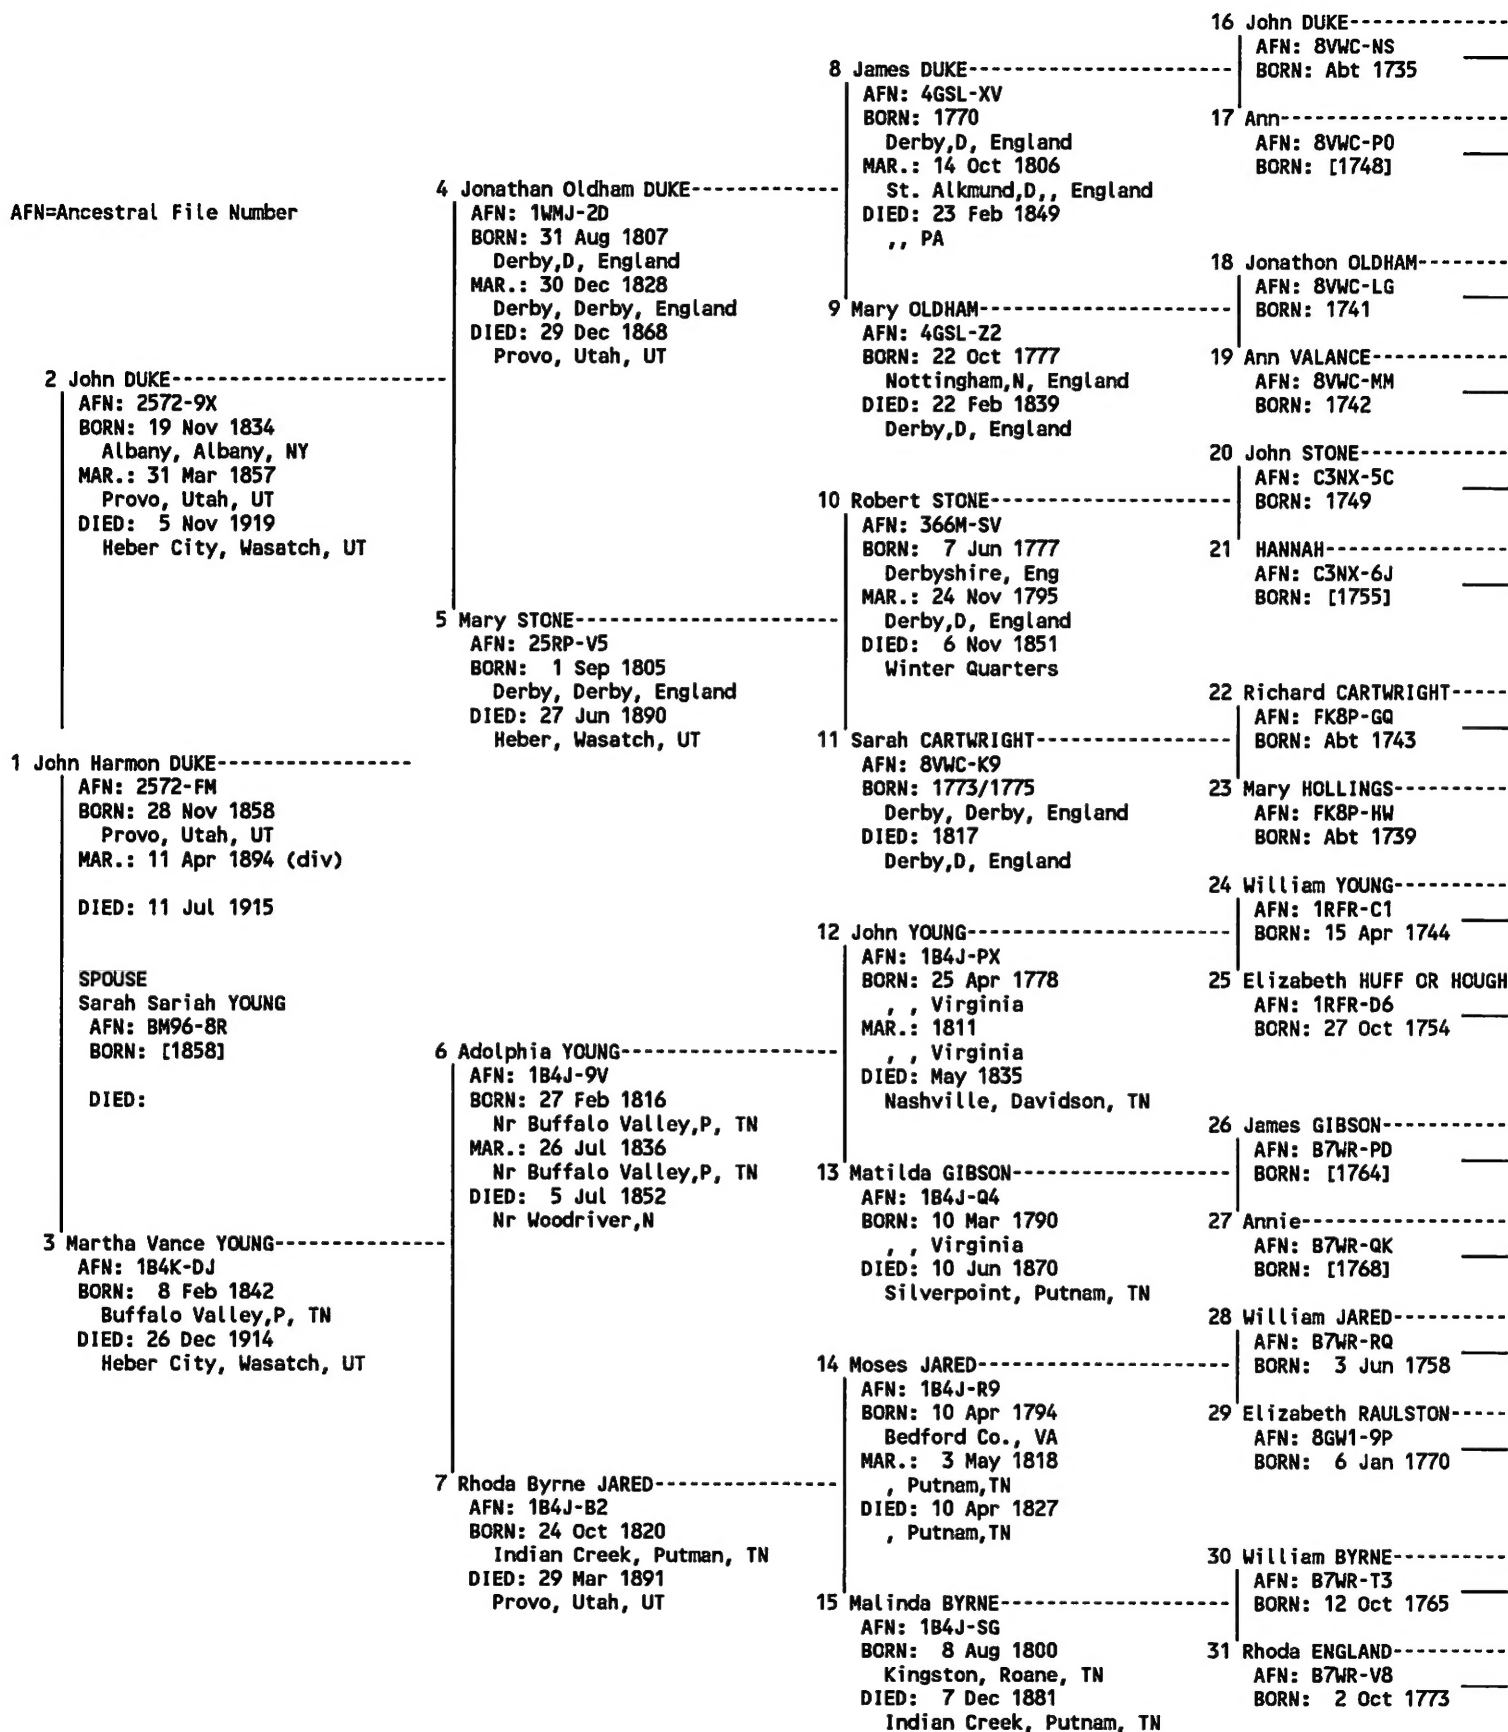 AFN=Ancestral File Number
1 John Harmon DUKE
AFN: 2572-FM
BORN: 28 Nov 1858
Provo, Utah, UT
MAR.: 11 Apr 1894 (div)
DIED: 11 Jul 1915
SPOUSE
Sarah Sariah YOUNG
AFN: BM96-8R
BORN: [1858]
DIED:
2 John DUKE
AFN: 2572-9X
BORN: 19 Nov 1834
Albany, Albany, NY
MAR.: 31 Mar 1857
Provo, Utah, UT
DIED: 5 Nov 1919
Heber City, Wasatch, UT
3 Martha Vance YOUNG
AFN: 1B4K-DJ
BORN: 8 Feb 1842
Buffalo Valley,P, TN
DIED: 26 Dec 1914
Heber City, Wasatch, UT
4 Jonathan Oldham DUKE
AFN: 1WMJ-2D
BORN: 31 Aug 1807
Derby,D, England
MAR.: 30 Dec 1828
Derby, Derby, England
DIED: 29 Dec 1868
Provo, Utah, UT
5 Mary STONE
AFN: 25RP-V5
BORN: 1 Sep 1805
Derby, Derby, England
DIED: 27 Jun 1890
Heber, Wasatch, UT
6 Adolphia YOUNG
AFN: 1B4J-9V
BORN: 27 Feb 1816
Nr Buffalo Valley,P, TN
MAR.: 26 Jul 1836
Nr Buffalo Valley,P, TN
DIED: 5 Jul 1852
Nr Woodriver,N
7 Rhoda Byrne JARED
AFN: 1B4J-B2
BORN: 24 Oct 1820
Indian Creek, Putman, TN
DIED: 29 Mar 1891
Provo, Utah, UT
8 James DUKE
AFN: 4GSL-XV
BORN: 1770
Derby,D, England
MAR.: 14 Oct 1806
St. Alkmund,D,, England
DIED: 23 Feb 1849
,, PA
9 Mary OLDHAM
AFN: 4GSL-Z2
BORN: 22 Oct 1777
Nottingham,N, England
DIED: 22 Feb 1839
Derby,D, England
10 Robert STONE
AFN: 366M-SV
BORN: 7 Jun 1777
Derbyshire, Eng
MAR.: 24 Nov 1795
Derby,D, England
DIED: 6 Nov 1851
Winter Quarters
11 Sarah CARTWRIGHT
AFN: 8VWC-K9
BORN: 1773/1775
Derby, Derby, England
DIED: 1817
Derby,D, England
12 John YOUNG
AFN: 1B4J-PX
BORN: 25 Apr 1778
, , Virginia
MAR.: 1811
, , Virginia
DIED: May 1835
Nashville, Davidson, TN
13 Matilda GIBSON
AFN: 1B4J-Q4
BORN: 10 Mar 1790
, , Virginia
DIED: 10 Jun 1870
Silverpoint, Putnam, TN
14 Moses JARED
AFN: 1B4J-R9
BORN: 10 Apr 1794
Bedford Co., VA
MAR.: 3 May 1818
, Putnam,TN
DIED: 10 Apr 1827
, Putnam,TN
15 Malinda BYRNE
AFN: 1B4J-SG
BORN: 8 Aug 1800
Kingston, Roane, TN
DIED: 7 Dec 1881
Indian Creek, Putnam, TN
16 John DUKE
AFN: 8VWC-NS
BORN: Abt 1735
17 Ann
AFN: 8VWC-P0
BORN: [1748]
18 Jonathon OLDHAM
AFN: 8VWC-LG
BORN: 1741
19 Ann VALANCE
AFN: 8VWC-MM
BORN: 1742
20 John STONE
AFN: C3NX-5C
BORN: 1749
21 HANNAH
AFN: C3NX-6J
BORN: [1755]
22 Richard CARTWRIGHT
AFN: FK8P-GQ
BORN: Abt 1743
23 Mary HOLLINGS
AFN: FK8P-HW
BORN: Abt 1739
24 William YOUNG
AFN: 1RFR-C1
BORN: 15 Apr 1744
25 Elizabeth HUFF OR HOUGH
AFN: 1RFR-D6
BORN: 27 Oct 1754
26 James GIBSON
AFN: B7WR-PD
BORN: [1764]
27 Annie
AFN: B7WR-QK
BORN: [1768]
28 William JARED
AFN: B7WR-RQ
BORN: 3 Jun 1758
29 Elizabeth RAULSTON
AFN: 8GW1-9P
BORN: 6 Jan 1770
30 William BYRNE
AFN: B7WR-T3
BORN: 12 Oct 1765
31 Rhoda ENGLAND
AFN: B7WR-V8
BORN: 2 Oct 1773